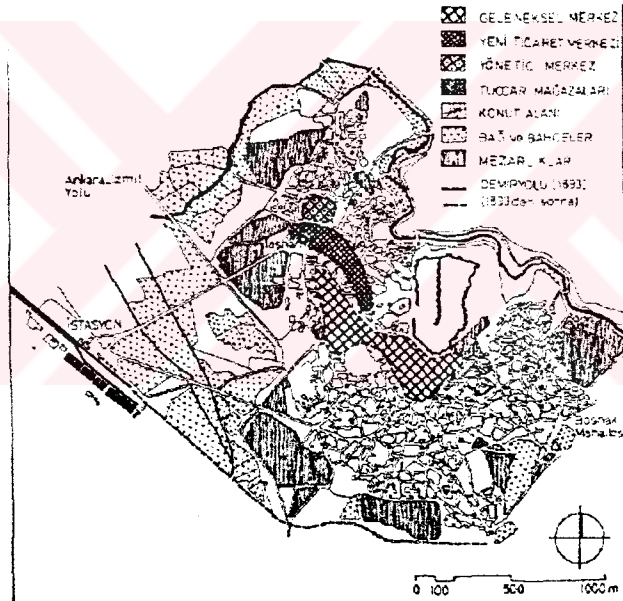 GELENEKSEL MERKEZ
YENİ TİCARET MERKEZİ
YÖNETİCİ MERKEZ
TÜCCAR MAĞAZALARI
KONUT ALANI
BAĞ ve BAHÇELER
MEZARLIKLAR
DEMİRYOLU (1893)
(1893'den sonra)
Ankara-İzmit
Yolu
İSTASYON
Boşnak
Mahallesi
0 100 500 1000m